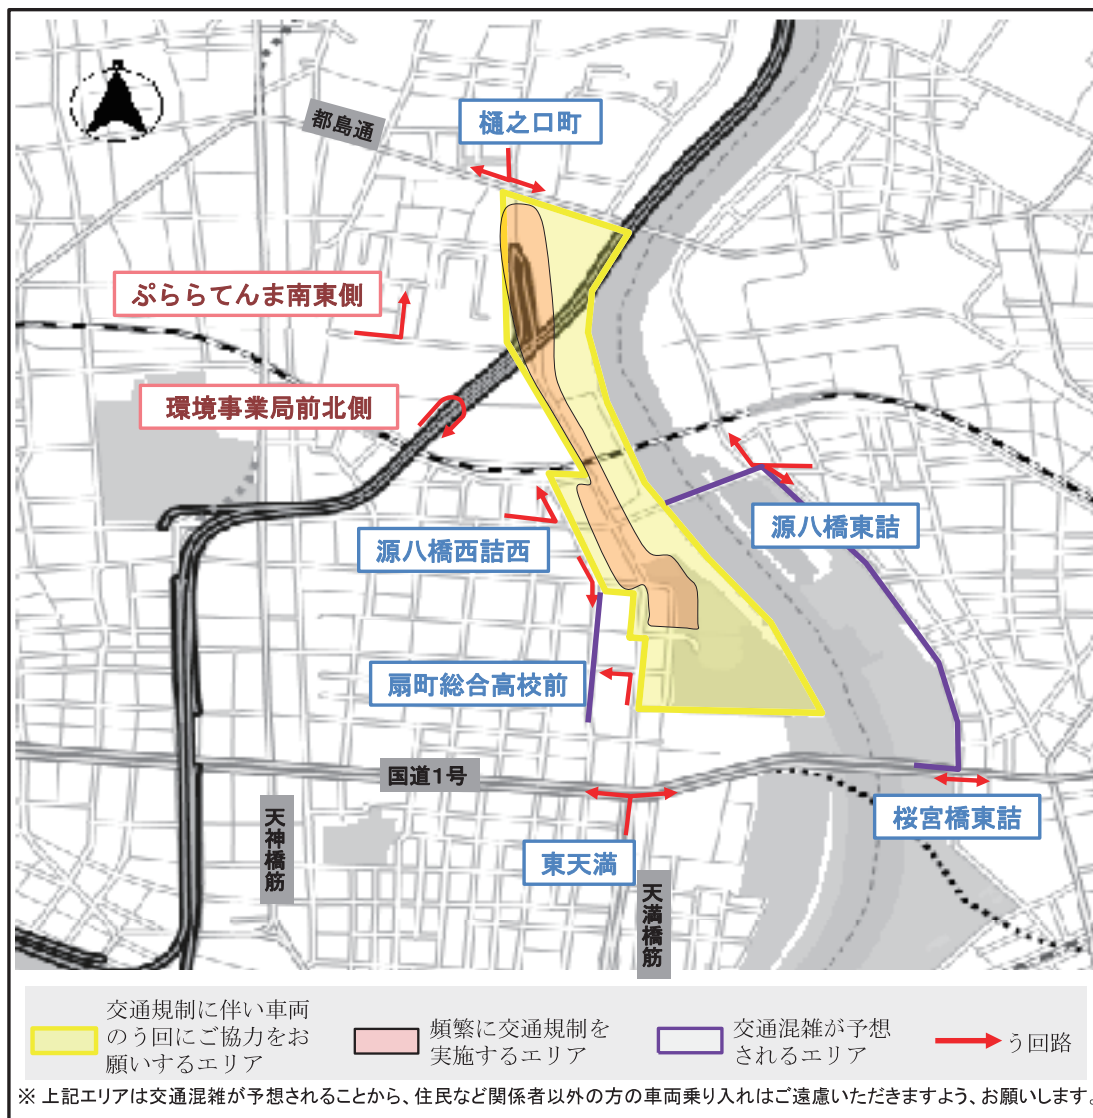 都島通
樋之口町
ぷららてんま南東側
環境事業局前北側
源八橋西詰西
源八橋東詰
扇町総合高校前
国道1号
桜宮橋東詰
天神橋筋
東天満
天満橋筋
交通規制に伴い車両
のう回にご協力をお
願いするエリア
頻繁に交通規制を
実施するエリア
交通混雑が予想
されるエリア
う回路
※ 上記エリアは交通混雑が予想されることから、住民など関係者以外の方の車両乗り入れはご遠慮いただきますよう、お願いします。